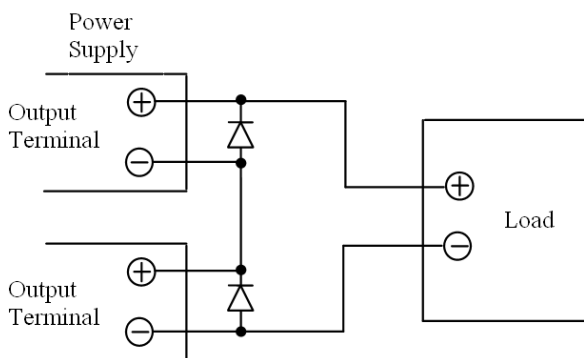 Power
Supply
Output
Terminal
Load
Output
Terminal